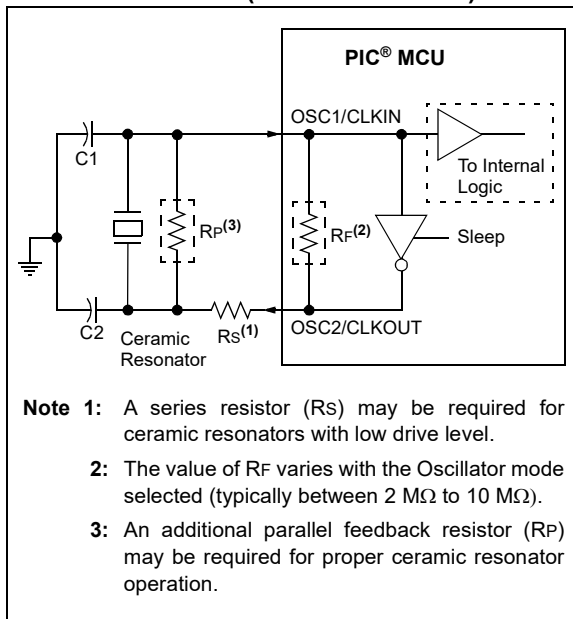 PIC® MCU
OSC1/CLKIN
C1
To Internal
Logic
RP(3)
RF(2)
Sleep
C2
Ceramic
Resonator
RS(1)
OSC2/CLKOUT
Note 1: A series resistor (RS) may be required for
ceramic resonators with low drive level.
2: The value of RF varies with the Oscillator mode
selected (typically between 2 MΩ to 10 MΩ).
3: An additional parallel feedback resistor (RP)
may be required for proper ceramic resonator
operation.